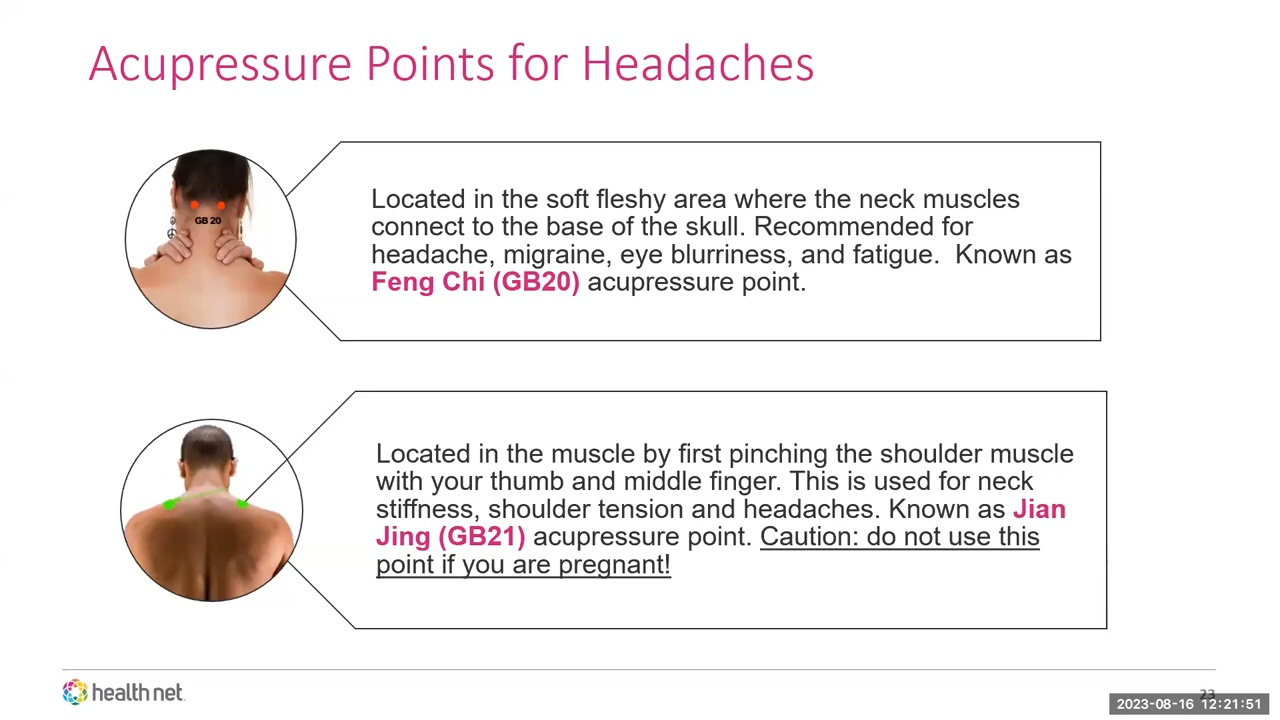 Acupressure Points for Headaches
GB 20
Located in the soft fleshy area where the neck muscles
connect to the base of the skull. Recommended for
headache, migraine, eye blurriness, and fatigue.  Known as
Feng Chi (GB20) acupressure point.
Located in the muscle by first pinching the shoulder muscle
with your thumb and middle finger. This is used for neck
stiffness, shoulder tension and headaches. Known as Jian
Jing (GB21) acupressure point. Caution: do not use this
point if you are pregnant!
health net
23
2023-08-16 12:21:51